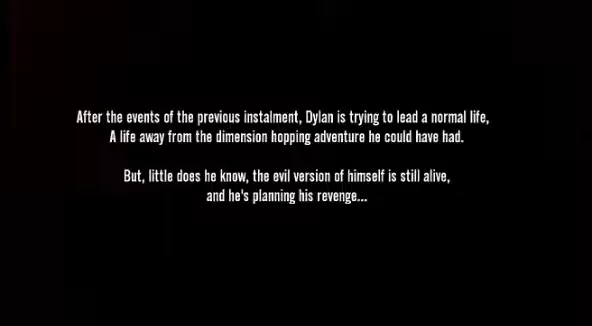 After the events of the previous instalment, Dylan is trying to lead a normal life,
A life away from the dimension hopping adventure he could have had.
But, little does he know, the evil version of himself is still alive,
and he's planning his revenge...